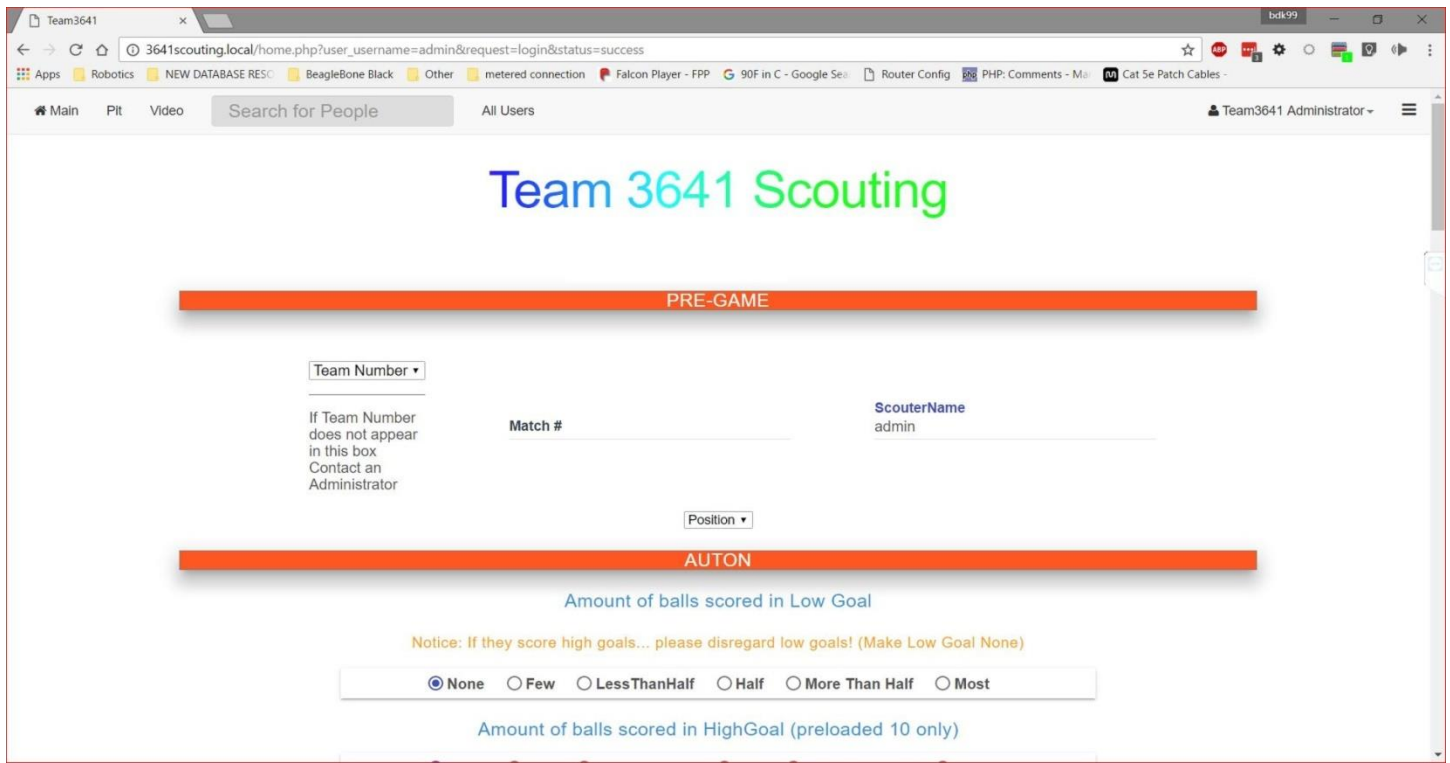 Team3641
bdk99
3641scouting.local/home.php?user_username=admin&request=login&status=success
ABP
3
1
Apps Robotics NEW DATABASE RESC BeagleBone Black Other metered connection Falcon Player - FPP 90F in C - Google Sea Router Config PHP: Comments - Ma Cat 5e Patch Cables -
Main Pit Video Search for People All Users Team3641 Administrator
Team 3641 Scouting
PRE-GAME
Team Number
If Team Number
does not appear
in this box
Contact an
Administrator
Match #
ScouterName
admin
Position
AUTON
Amount of balls scored in Low Goal
Notice: If they score high goals... please disregard low goals! (Make Low Goal None)
None Few LessThanHalf Half More Than Half Most
Amount of balls scored in HighGoal (preloaded 10 only)